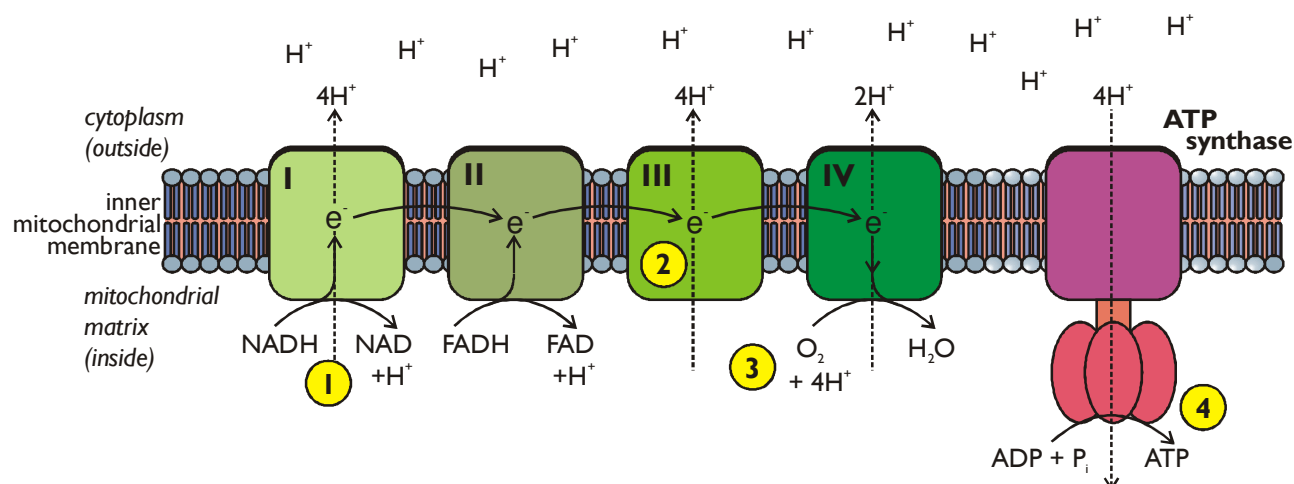 H⁺ H⁺ H⁺ H⁺ H⁺ H⁺ H⁺ H⁺ H⁺ H⁺ H⁺
4H⁺ 4H⁺ 2H⁺ 4H⁺
cytoplasm
(outside)
ATP
synthase
I II III IV
inner
mitochondrial
membrane
e⁻ e⁻ e⁻ e⁻
2
mitochondrial
matrix
(inside)
NADH NAD
+H⁺
FADH FAD
+H⁺
O₂
+ 4H⁺
H₂O
1
3
4
ADP + Pᵢ ATP